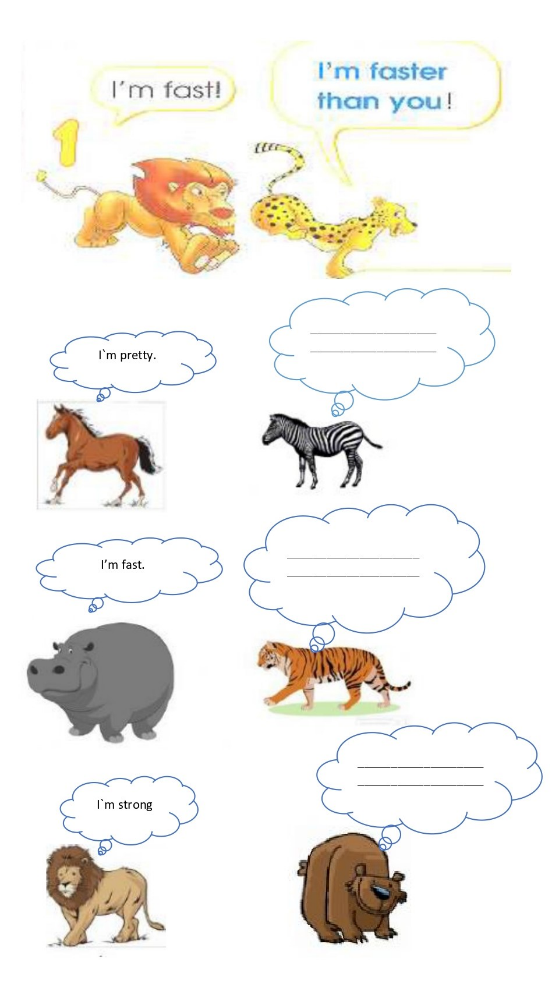 I'm fast!
I'm faster
than you!
1
I`m pretty.
I'm fast.
I`m strong